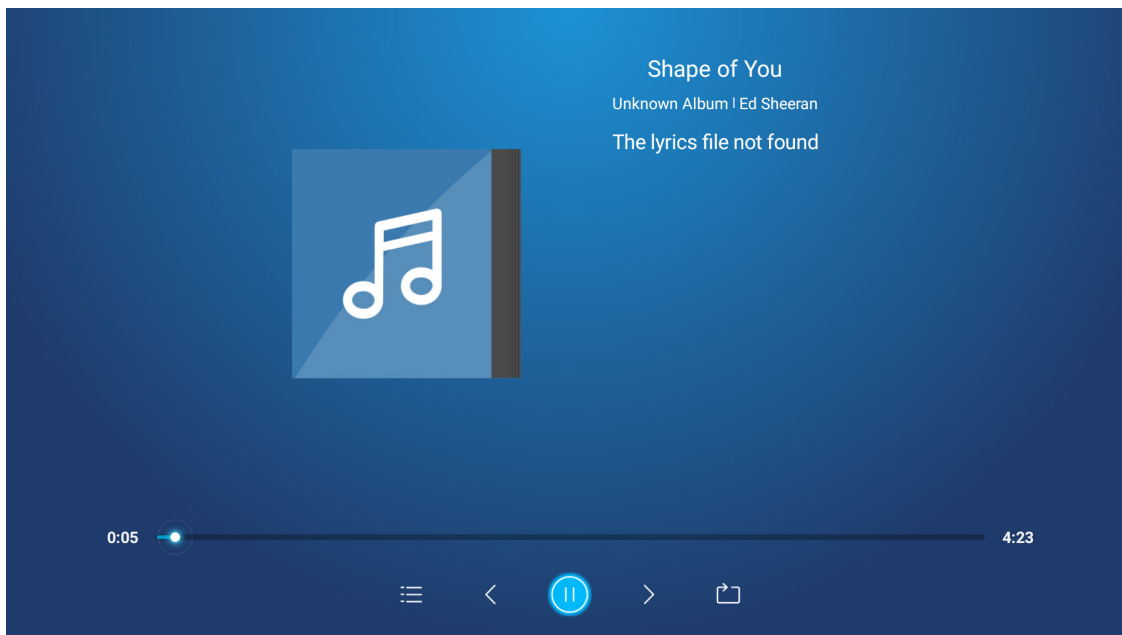 Shape of You
Unknown Album | Ed Sheeran
The lyrics file not found
0:05
4:23